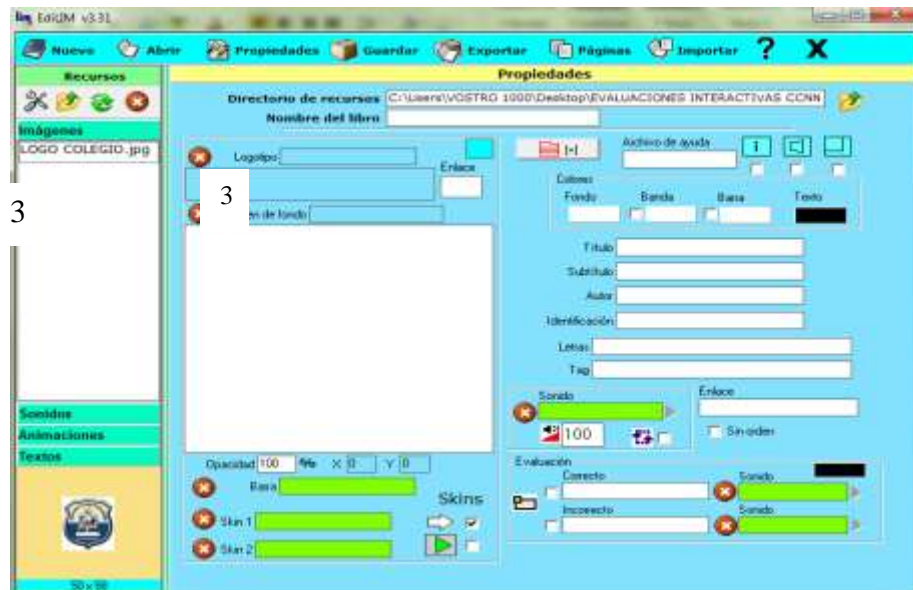 EdiLIM v3.31
Nuevo Abrir Propiedades Guardar Exportar Páginas Importar ? X
Recursos
Propiedades
Directorio de recursos C:\Users\VOSTRO 1000\Desktop\EVALUACIONES INTERACTIVAS CCNN
Nombre del libro
Imágenes
LOGO COLEGIO.jpg
Logotipo
Enlace
3
3
en de fondo
[+]
Archivo de ayuda
i
Colores
Fondo Banda Barra Texto
Título
Subtítulo
Autor
Identificación
Letras
Tag
Sonido
100
Enlace
Sin orden
Sonidos
Animaciones
Textos
Opacidad 100 % X 0 Y 0
Barra
Skins
Skin 1
Skin 2
Evaluación
Correcto
Sonido
Incorrecto
Sonido
50 x 50